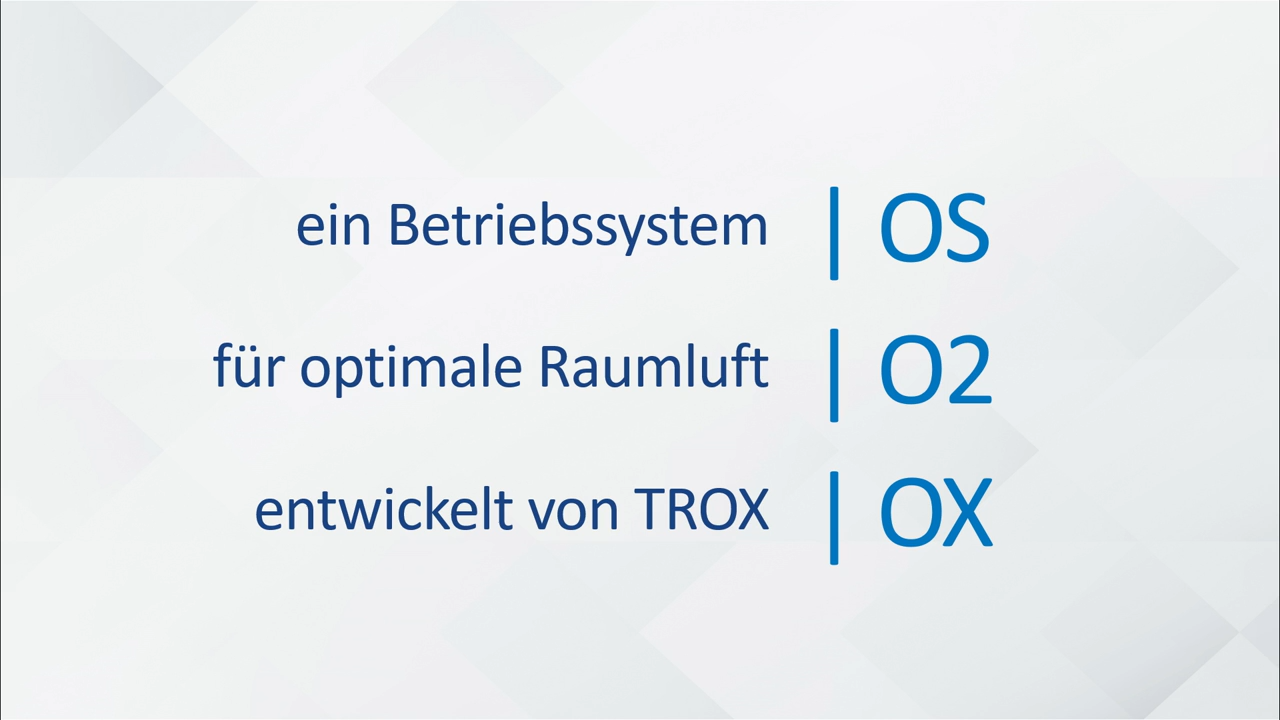 ein Betriebssystem | OS
für optimale Raumluft | O2
entwickelt von TROX | OX